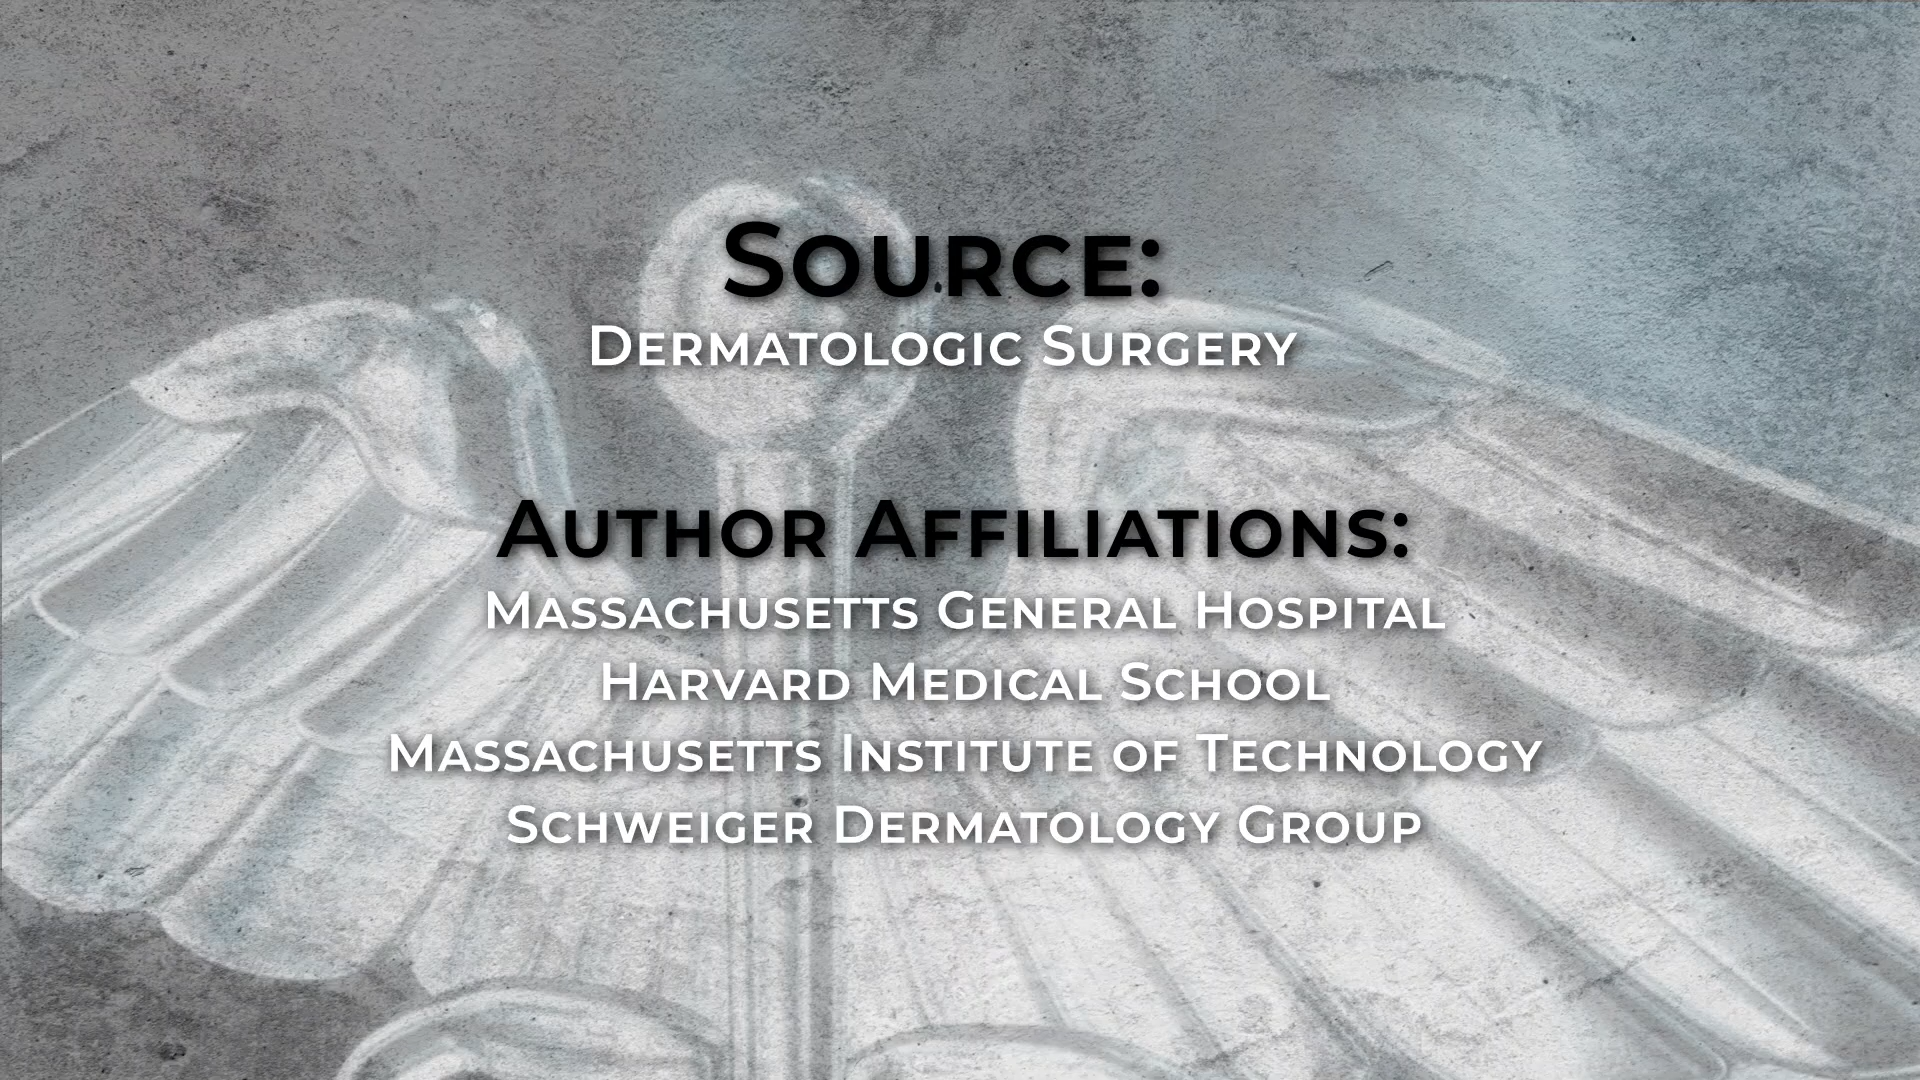 Source:
Dermatologic Surgery
Author Affiliations:
Massachusetts General Hospital
Harvard Medical School
Massachusetts Institute of Technology
Schweiger Dermatology Group